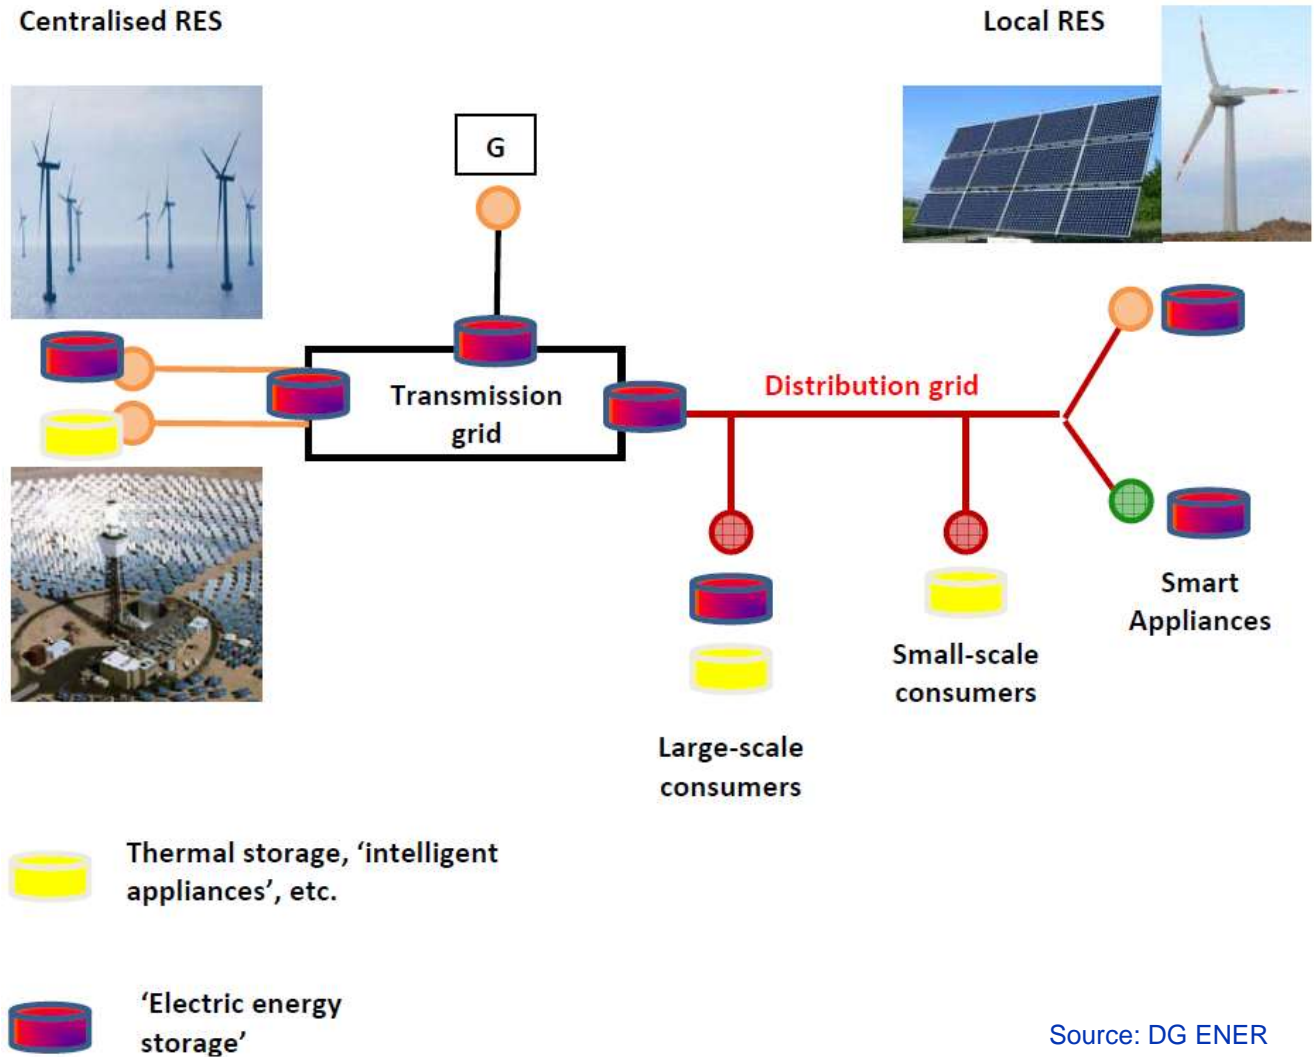 Centralised RES
Local RES
G
Transmission
grid
Distribution grid
Smart
Appliances
Small-scale
consumers
Large-scale
consumers
Thermal storage, ‘intelligent
appliances’, etc.
‘Electric energy
storage’
Source: DG ENER